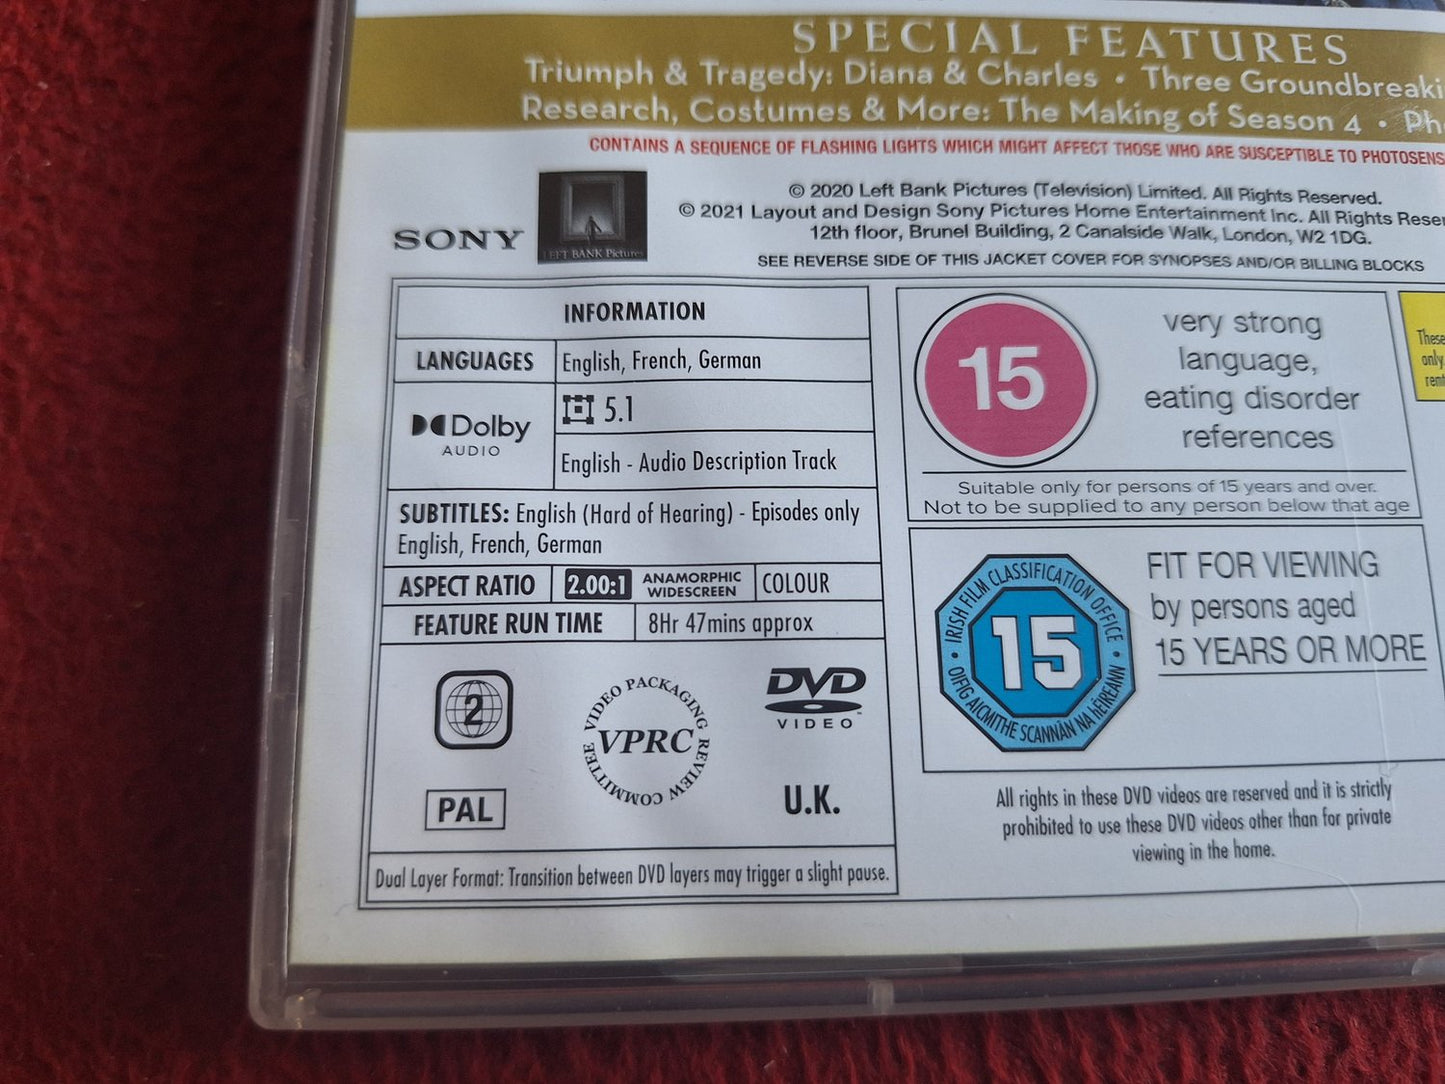 SPECIAL FEATURES
Triumph & Tragedy: Diana & Charles • Three Groundbreaki
Research, Costumes & More: The Making of Season 4 • Ph
CONTAINS A SEQUENCE OF FLASHING LIGHTS WHICH MIGHT AFFECT THOSE WHO ARE SUSCEPTIBLE TO PHOTOSENS
SONY
LEFT BANK Pictures
© 2020 Left Bank Pictures (Television) Limited. All Rights Reserved.
© 2021 Layout and Design Sony Pictures Home Entertainment Inc. All Rights Reser
12th floor, Brunel Building, 2 Canalside Walk, London, W2 1DG.
SEE REVERSE SIDE OF THIS JACKET COVER FOR SYNOPSES AND/OR BILLING BLOCKS
INFORMATION
LANGUAGES
English, French, German
Dolby
AUDIO
5.1
English - Audio Description Track
SUBTITLES: English (Hard of Hearing) - Episodes only
English, French, German
ASPECT RATIO
2.00:1
ANAMORPHIC
WIDESCREEN
COLOUR
FEATURE RUN TIME
8Hr 47mins approx
2
VIDEO PACKAGING REVIEW COMMITTEE
VPRC
DVD
VIDEO™
PAL
U.K.
Dual Layer Format: Transition between DVD layers may trigger a slight pause.
15
very strong
language,
eating disorder
references
Suitable only for persons of 15 years and over.
Not to be supplied to any person below that age
These
only
rent
IRISH FILM CLASSIFICATION OFFICE
15
OIFIG AICMITHE SCANNÁN NA hÉIREANN
FIT FOR VIEWING
by persons aged
15 YEARS OR MORE
All rights in these DVD videos are reserved and it is strictly
prohibited to use these DVD videos other than for private
viewing in the home.